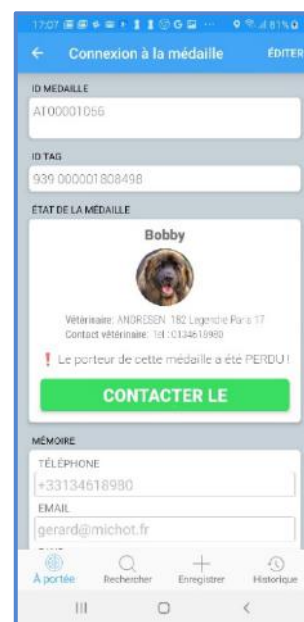 17:07
81%
Connexion à la médaille ÉDITER
ID MEDAILLE
AT00001056
ID TAG
939 000001808498
ÉTAT DE LA MÉDAILLE
Bobby
Vétérinaire: ANDRESEN 182 Legendre Paris 17
Contact vétérinaire: Tél :0134618980
❗ Le porteur de cette médaille a été PERDU !
CONTACTER LE
MÉMOIRE
TÉLÉPHONE
+33134618980
EMAIL
gerard@michot.fr
À portée Rechercher Enregistrer Historique